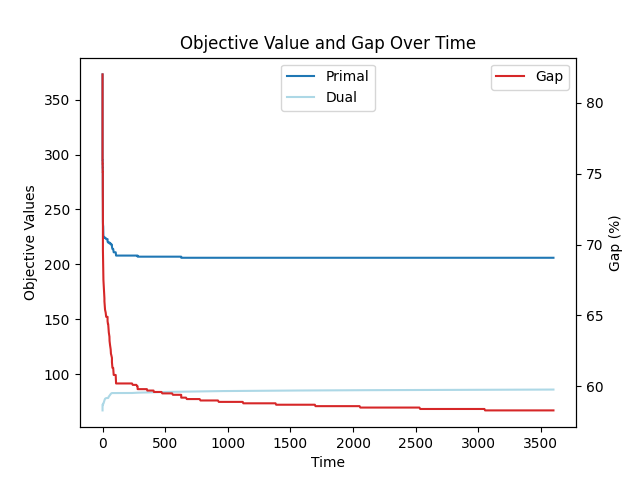 Objective Value and Gap Over Time
Primal
Dual
Gap
350
300
250
200
150
100
Objective Values
80
75
70
65
60
Gap (%)
0 500 1000 1500 2000 2500 3000 3500
Time